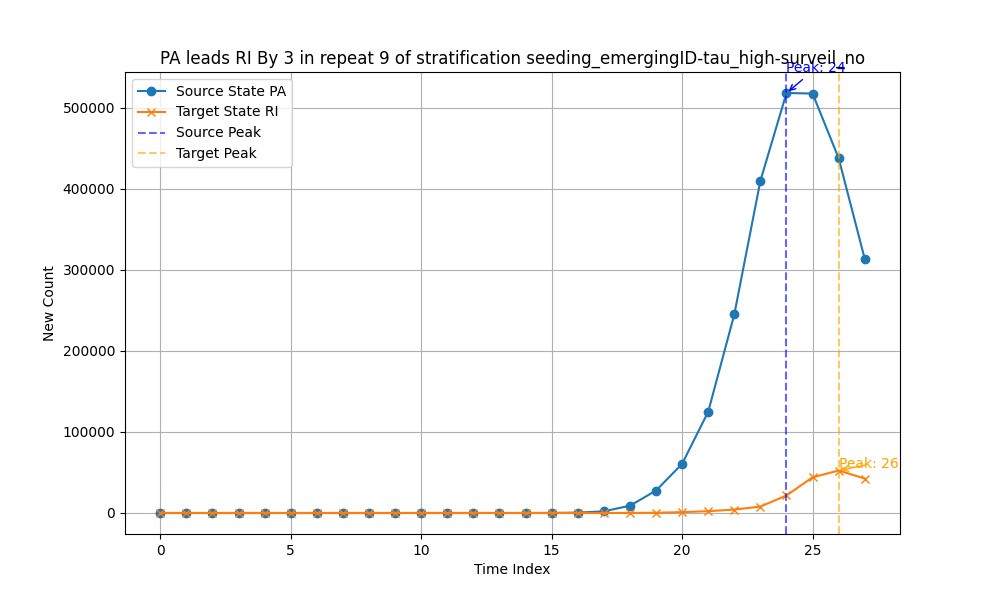 PA leads RI By 3 in repeat 9 of stratification seeding_emergingID-tau_high-surveil_no
Peak: 24
Source State PA
Target State RI
Source Peak
Target Peak
500000
400000
300000
200000
100000
0
New Count
Peak: 26
0 5 10 15 20 25
Time Index